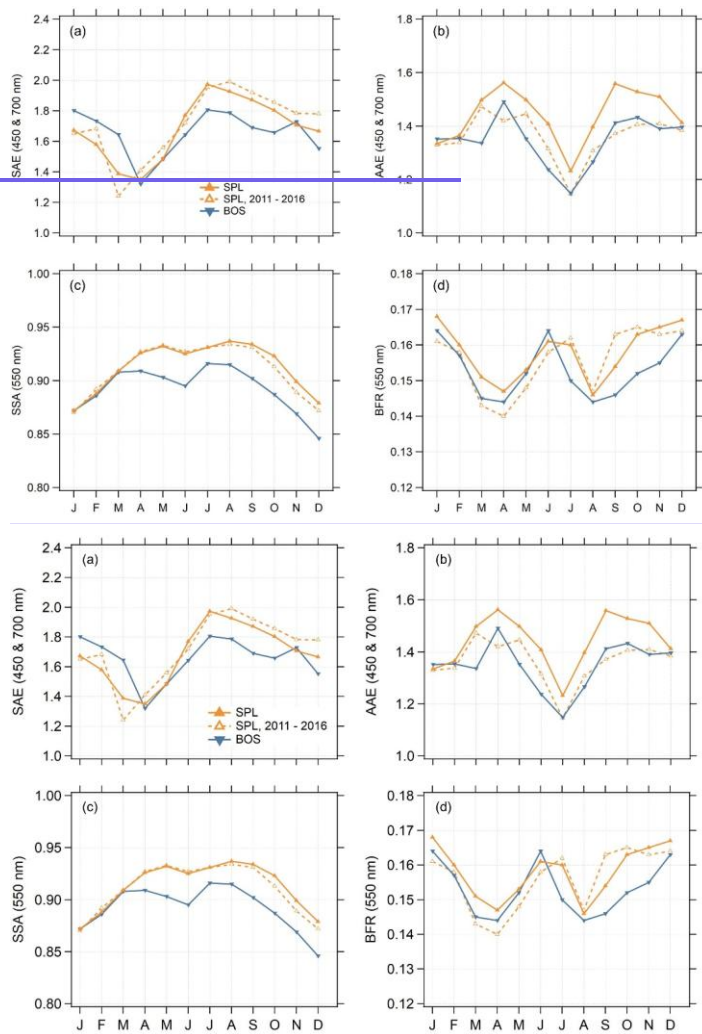 (a)
SAE (450 & 700 nm)
2.4
2.2
2.0
1.8
1.6
1.4
1.2
1.0
SPL
SPL, 2011 - 2016
BOS
(b)
AAE (450 & 700 nm)
1.8
1.6
1.4
1.2
1.0
(c)
SSA (550 nm)
1.00
0.95
0.90
0.85
0.80
J F M A M J J A S O N D
(d)
BFR (550 nm)
0.18
0.17
0.16
0.15
0.14
0.13
0.12
J F M A M J J A S O N D
(a)
SAE (450 & 700 nm)
2.4
2.2
2.0
1.8
1.6
1.4
1.2
1.0
SPL
SPL, 2011 - 2016
BOS
(b)
AAE (450 & 700 nm)
1.8
1.6
1.4
1.2
1.0
(c)
SSA (550 nm)
1.00
0.95
0.90
0.85
0.80
J F M A M J J A S O N D
(d)
BFR (550 nm)
0.18
0.17
0.16
0.15
0.14
0.13
0.12
J F M A M J J A S O N D